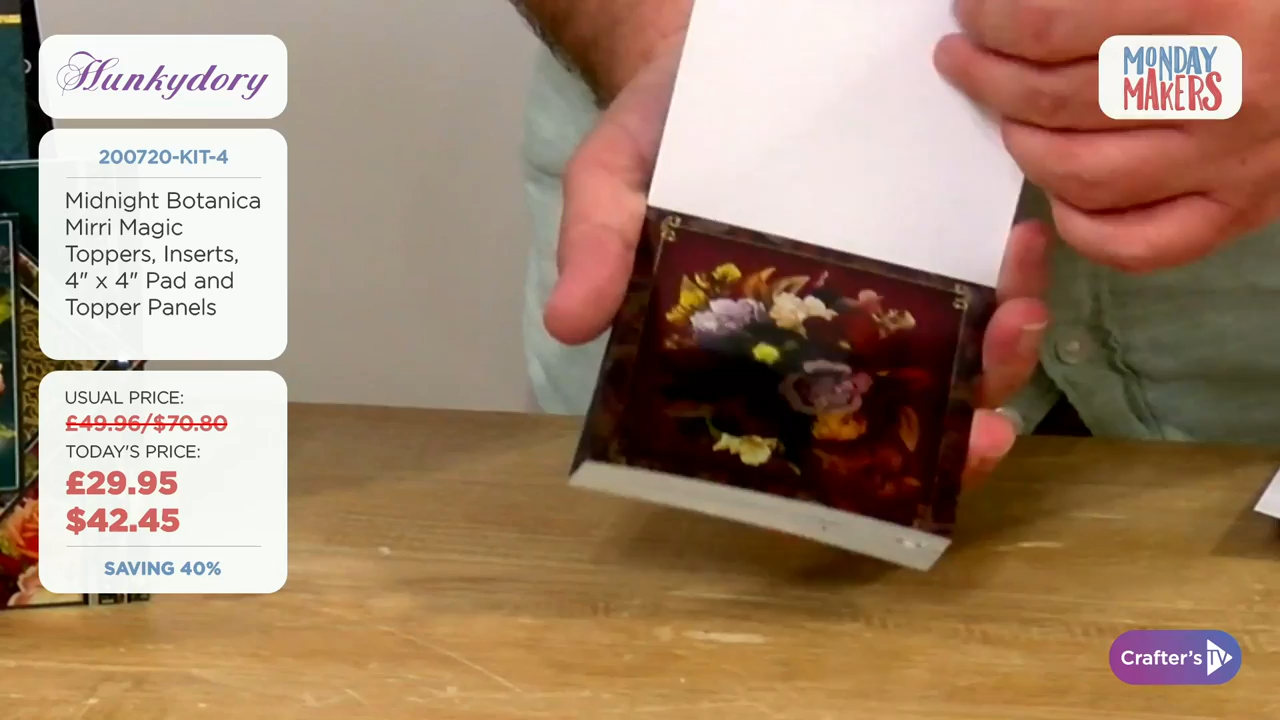 Hunkydory
200720-KIT-4
Midnight Botanica
Mirri Magic
Toppers, Inserts,
4" x 4" Pad and
Topper Panels
USUAL PRICE:
£49.96/$70.80
TODAY'S PRICE:
£29.95
$42.45
SAVING 40%
MONDAY
MAKERS
Crafter's TV